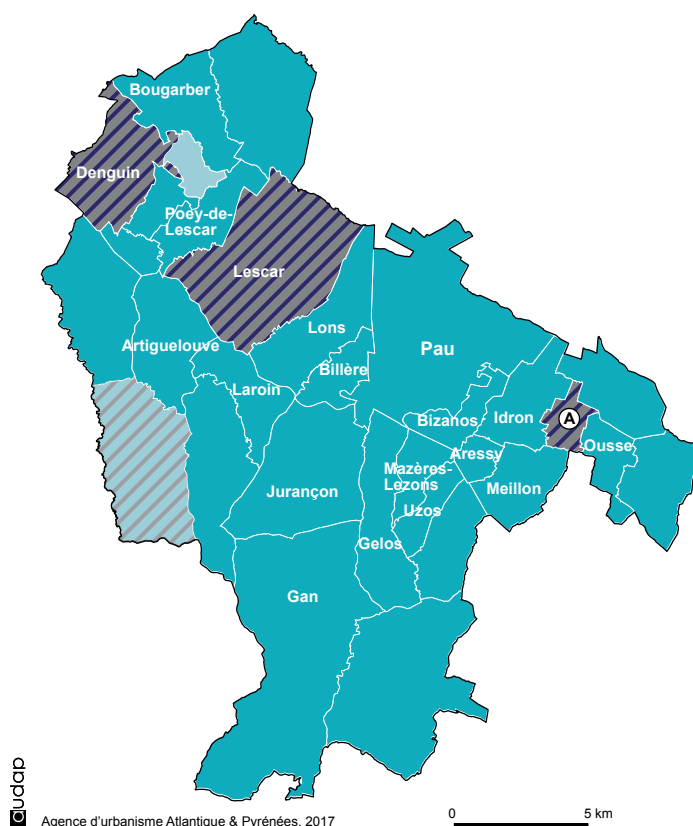 Bougarber
Denguin
Poey-de-
Lescar
Lescar
Lons
Artiguelouve
Pau
Billère
Laroin
Bizanos
Idron
A
Ousse
Aressy
Mazères-
Lezons
Meillon
Jurançon
Uzos
Gelos
Gan
audap
Agence d'urbanisme Atlantique & Pyrénées, 2017
0
5 km